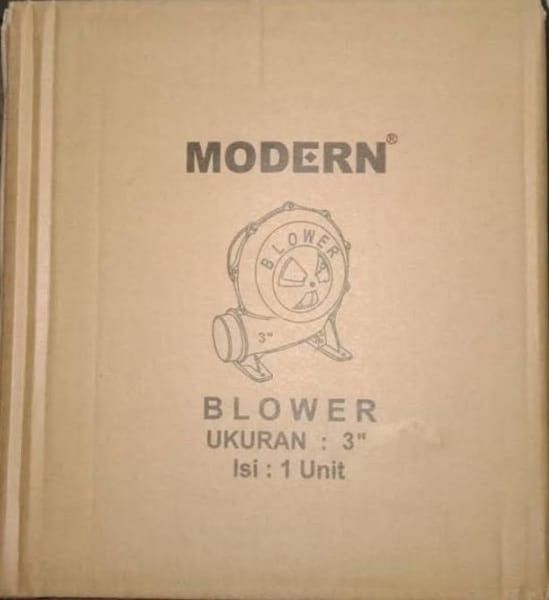 MODERN®
BLOWER
3"
BLOWER
UKURAN : 3"
Isi : 1 Unit